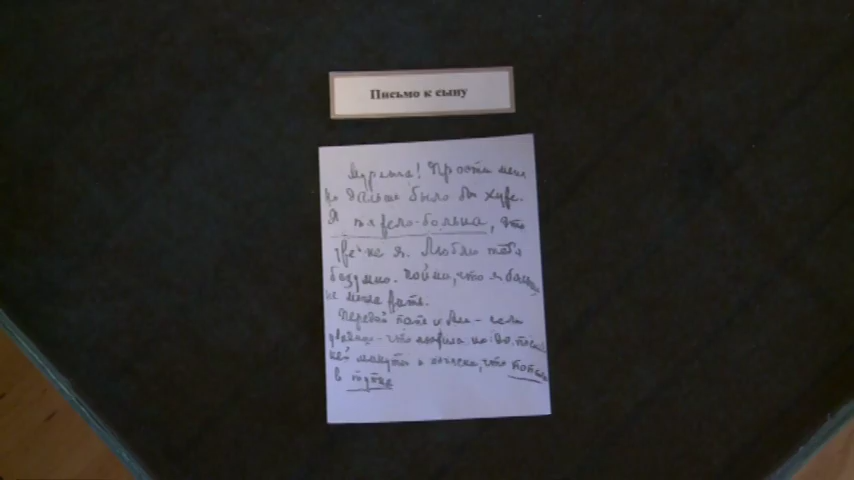 Письмо к сыну
Мурлыга! Прости меня
Но дальше было бы хуже.
Я тяжело-больна, это
уже не я. Люблю тебя
безумно. Пойми, что я больше
не могла жить.
Передай папе и Але - если
увидишь - что любила их до последней
минуты и объясни, что попала
в тупик